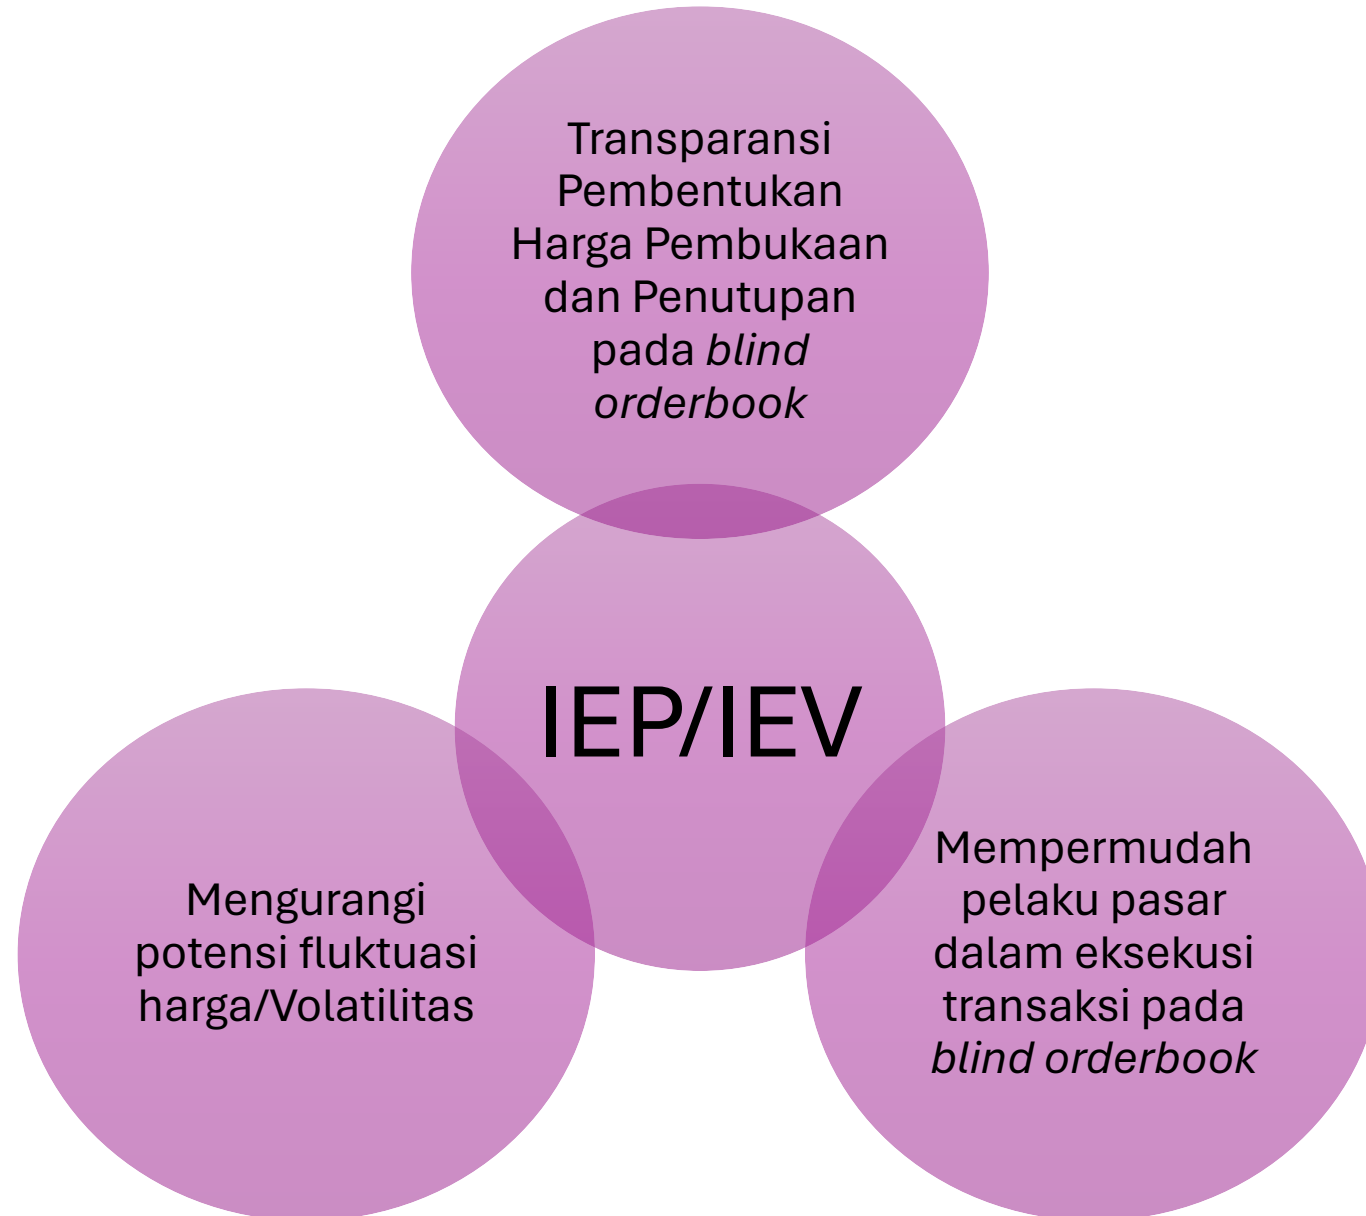 Transparansi
Pembentukan
Harga Pembukaan
dan Penutupan
pada blind
orderbook
IEP/IEV
Mengurangi
potensi fluktuasi
harga/Volatilitas
Mempermudah
pelaku pasar
dalam eksekusi
transaksi pada
blind orderbook